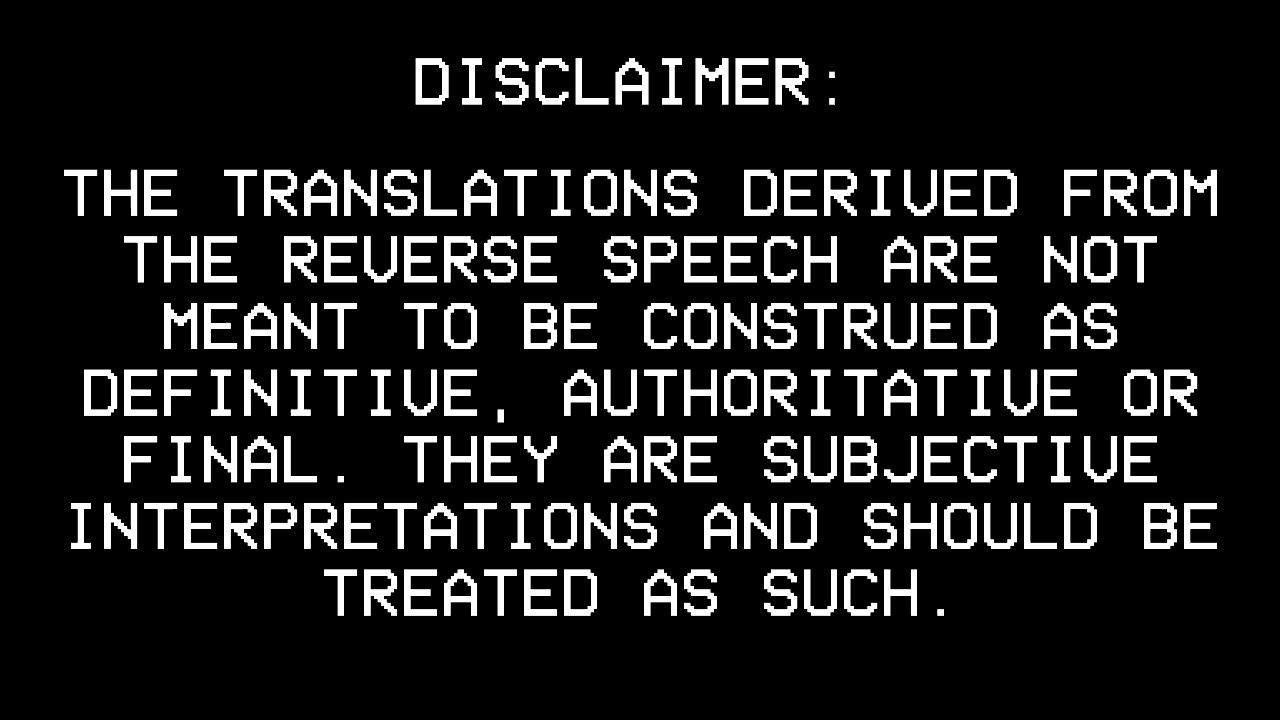 DISCLAIMER:
THE TRANSLATIONS DERIVED FROM
THE REVERSE SPEECH ARE NOT
MEANT TO BE CONSTRUED AS
DEFINITIVE, AUTHORITATIVE OR
FINAL. THEY ARE SUBJECTIVE
INTERPRETATIONS AND SHOULD BE
TREATED AS SUCH.